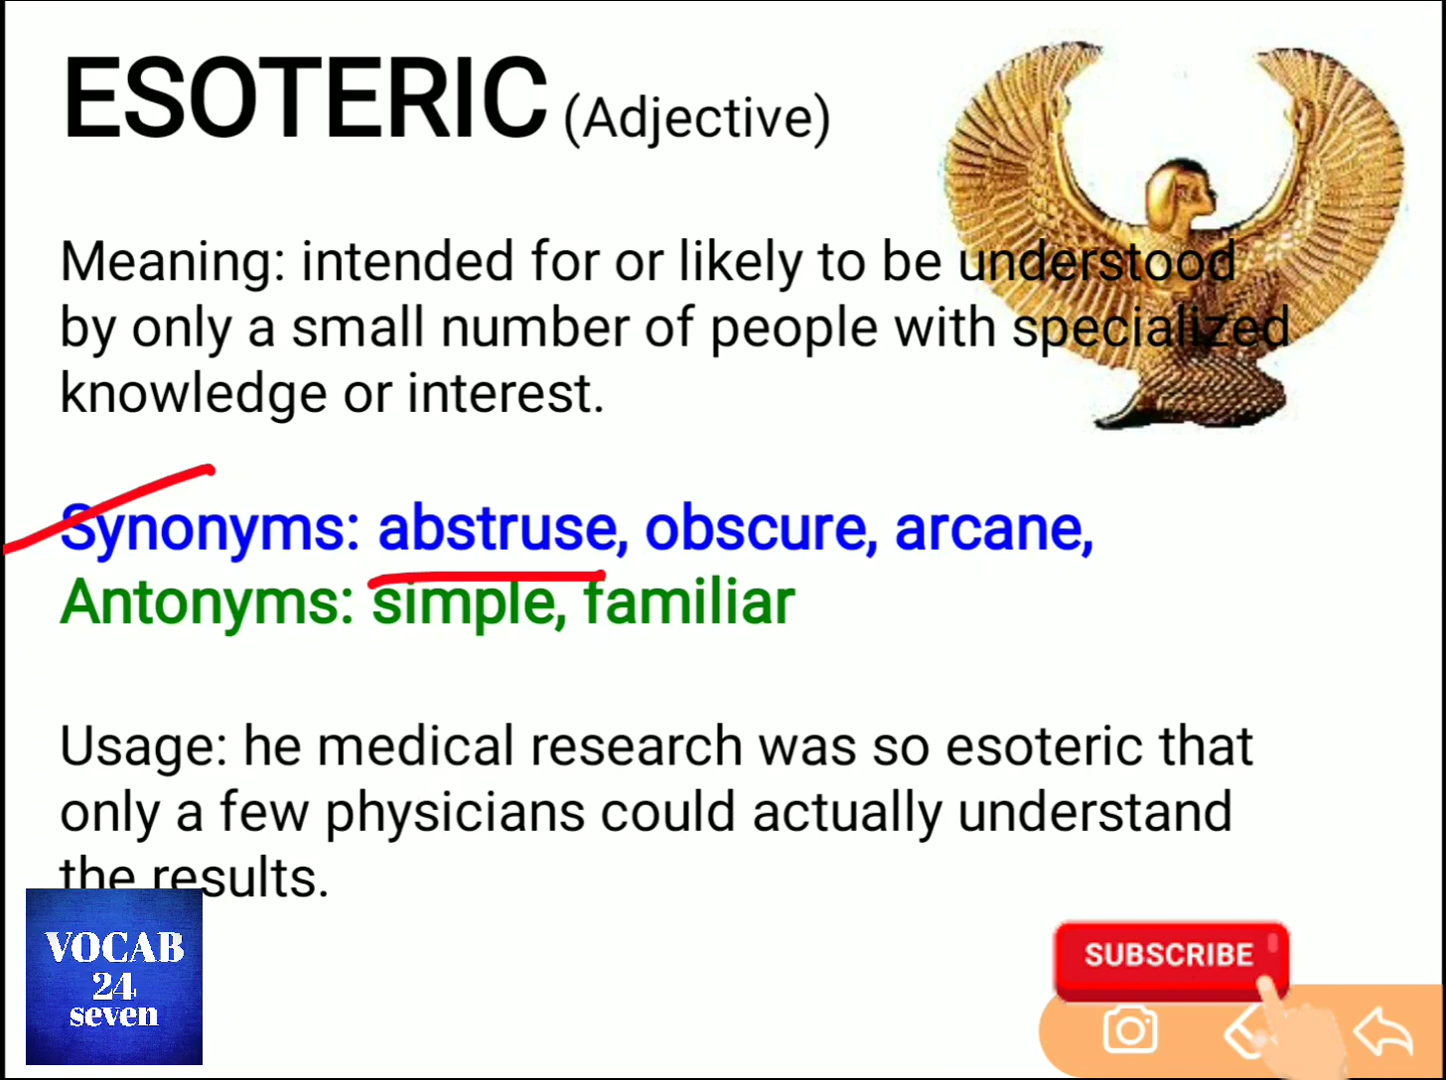 ESOTERIC (Adjective)
Meaning: intended for or likely to be understood
by only a small number of people with specialized
knowledge or interest.
Synonyms: abstruse, obscure, arcane,
Antonyms: simple, familiar
Usage: he medical research was so esoteric that
only a few physicians could actually understand
the results.
VOCAB
24
seven
SUBSCRIBE